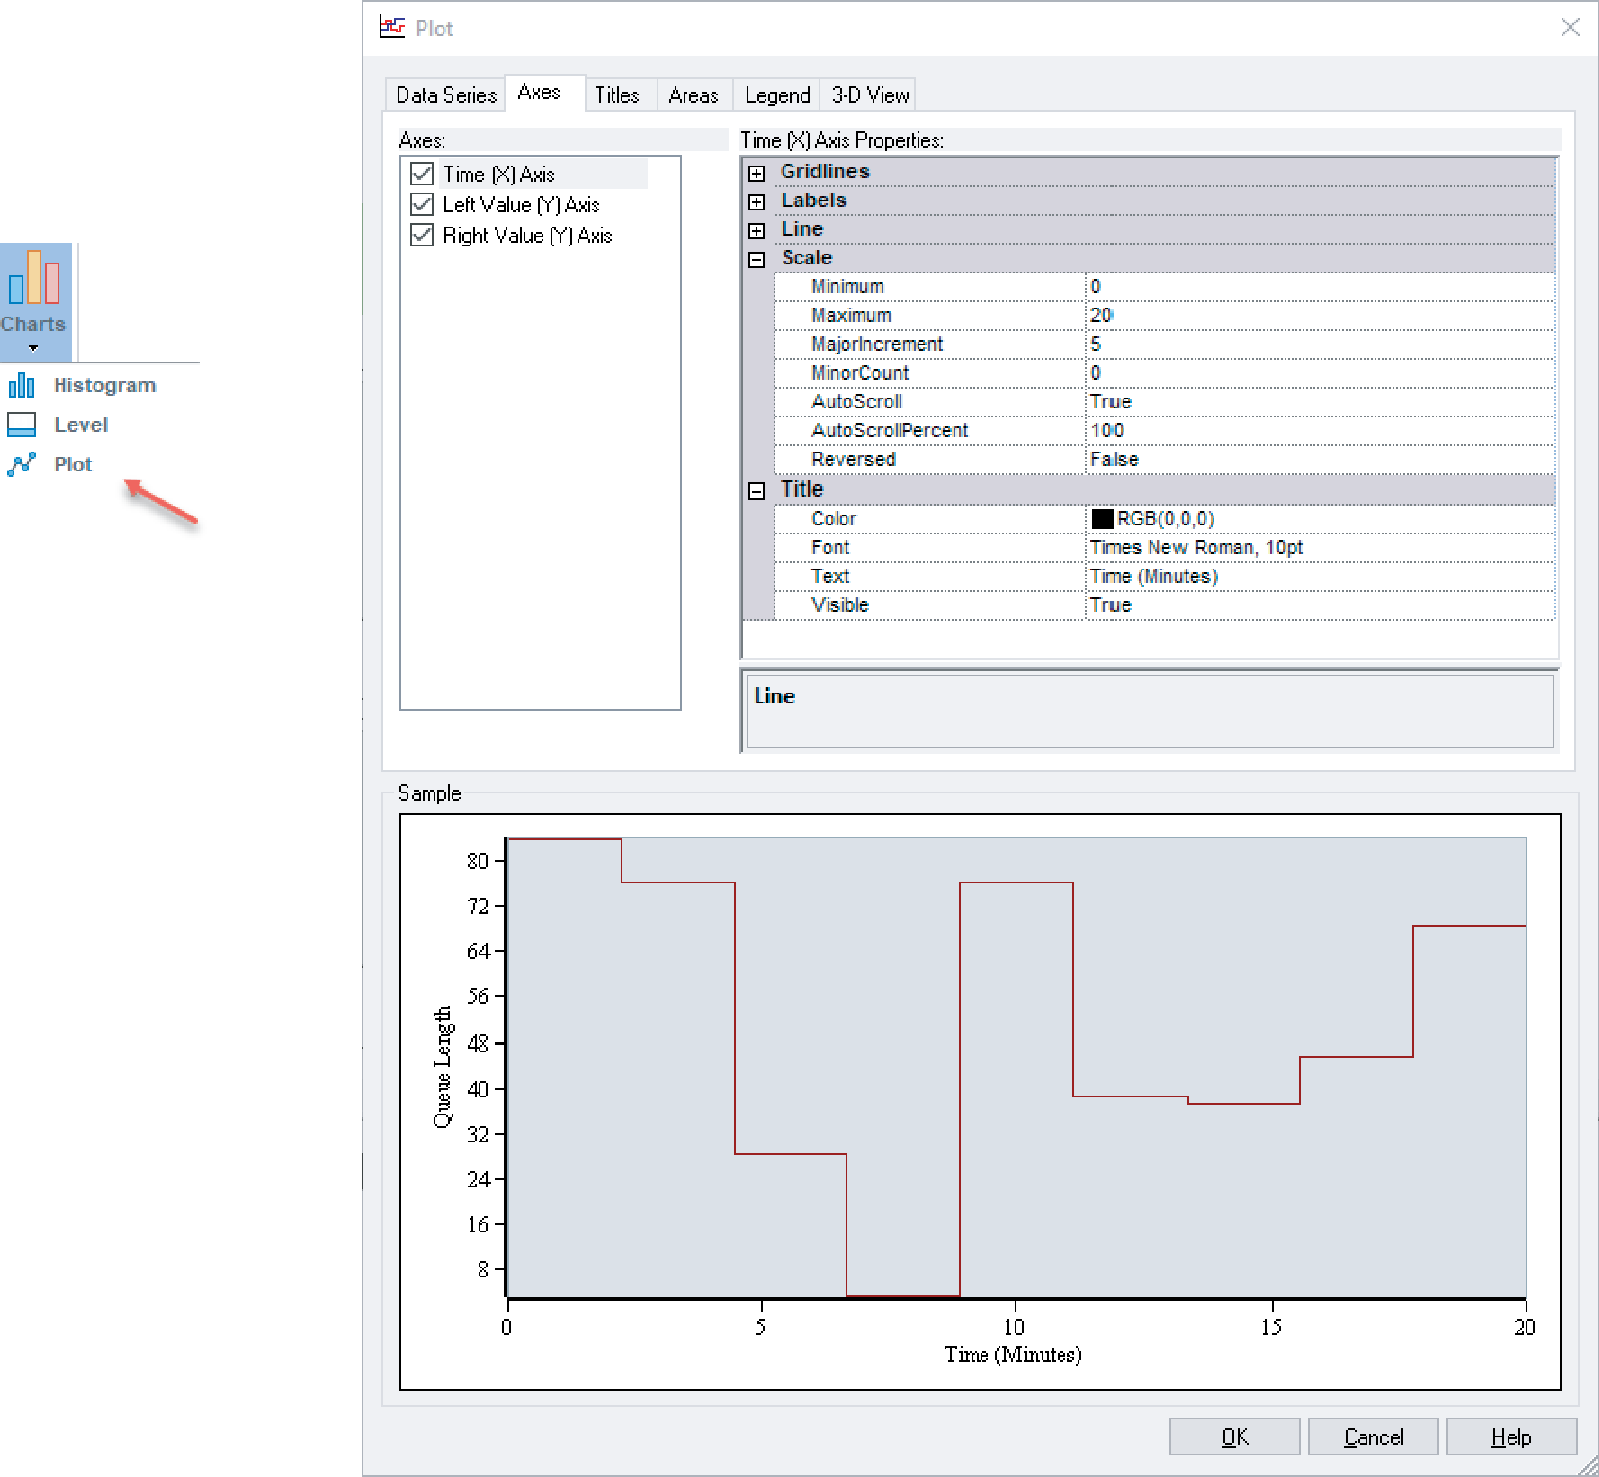 Charts
Histogram
Level
Plot
Plot
Data Series Axes Titles Areas Legend 3-D View
Axes:
Time (X) Axis
Left Value (Y) Axis
Right Value (Y) Axis
Time (X) Axis Properties:
Gridlines
Labels
Line
Scale
Minimum 0
Maximum 20
MajorIncrement 5
MinorCount 0
AutoScroll True
AutoScrollPercent 100
Reversed False
Title
Color RGB(0,0,0)
Font Times New Roman, 10pt
Text Time (Minutes)
Visible True
Line
Sample
Queue Length
80
72
64
56
48
40
32
24
16
8
0 5 10 15 20
Time (Minutes)
OK Cancel Help